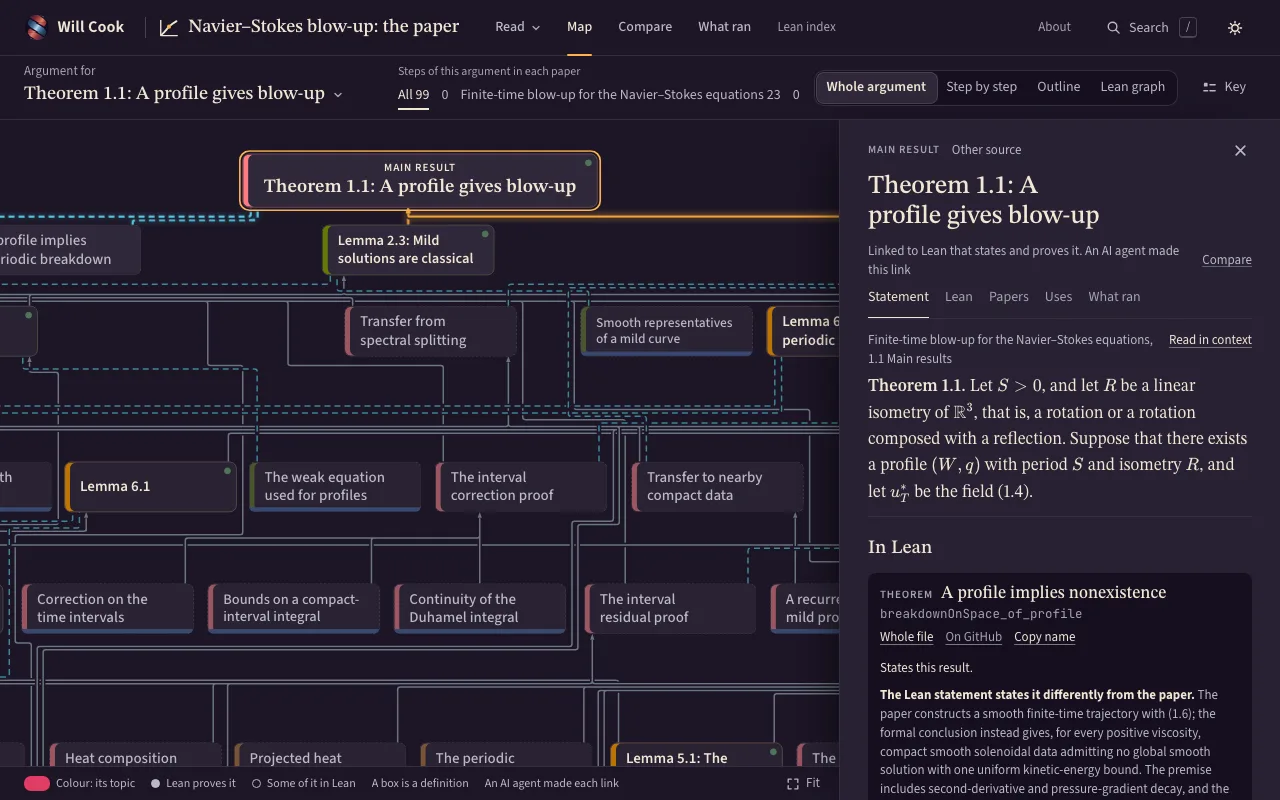 Will Cook
Navier–Stokes blow-up: the paper
Read
Map
Compare
What ran
Lean index
About
Search
/
Argument for
Theorem 1.1: A profile gives blow-up
Steps of this argument in each paper
All 99
0
Finite-time blow-up for the Navier–Stokes equations 23
0
Whole argument
Step by step
Outline
Lean graph
Key
MAIN RESULT
Theorem 1.1: A profile gives blow-up
profile implies
riodic breakdown
Lemma 2.3: Mild
solutions are classical
Transfer from
spectral splitting
Smooth representatives
of a mild curve
Lemma 6
periodic
th
Lemma 6.1
The weak equation
used for profiles
The interval
correction proof
Transfer to nearby
compact data
Correction on the
time intervals
Bounds on a compact-
interval integral
Continuity of the
Duhamel integral
The interval
residual proof
A recurre
mild pro
Heat composition
Projected heat
The periodic
Lemma 5.1: The
The
Colour: its topic
Lean proves it
Some of it in Lean
A box is a definition
An AI agent made each link
Fit
MAIN RESULT
Other source
Theorem 1.1: A
profile gives blow-up
Linked to Lean that states and proves it. An AI agent made
this link
Compare
Statement
Lean
Papers
Uses
What ran
Finite-time blow-up for the Navier–Stokes equations,
1.1 Main results
Read in context
Theorem 1.1. Let S > 0, and let R be a linear
isometry of ℝ³, that is, a rotation or a rotation
composed with a reflection. Suppose that there exists
a profile (W, q) with period S and isometry R, and
let u*_T be the field (1.4).
In Lean
THEOREM A profile implies nonexistence
breakdownOnSpace_of_profile
Whole file
On GitHub
Copy name
States this result.
The Lean statement states it differently from the paper. The
paper constructs a smooth finite-time trajectory with (1.6); the
formal conclusion instead gives, for every positive viscosity,
compact smooth solenoidal data admitting no global smooth
solution with one uniform kinetic-energy bound. The premise
includes second-derivative and pressure-gradient decay, and the